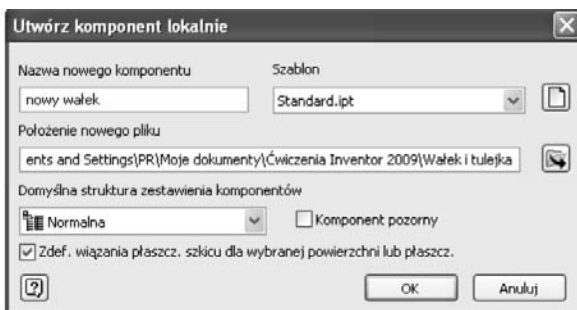 Utwórz komponent lokalnie
Nazwa nowego komponentu Szablon
nowy wałek Standard.ipt
Położenie nowego pliku
ents and Settings\PR\Moje dokumenty\Ćwiczenia Inventor 2009\Wałek i tulejka
Domyślna struktura zestawienia komponentów
Normalna Komponent pozorny
Zdef. wiązania płaszcz. szkicu dla wybranej powierzchni lub płaszcz.
OK Anuluj